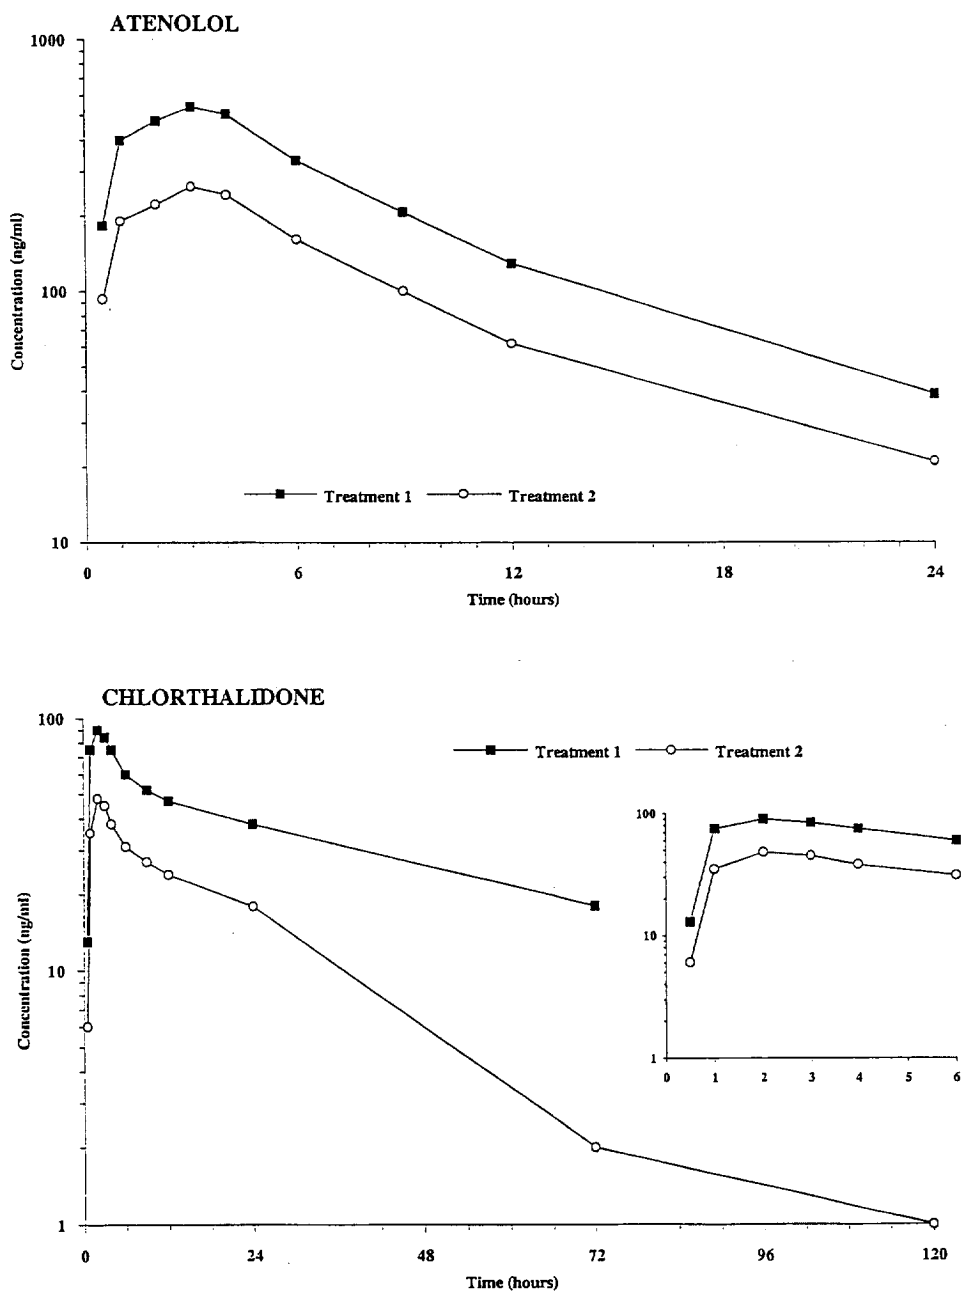 ATENOLOL
1000
100
10
Concentration (ng/ml)
Treatment 1 Treatment 2
0 6 12 18 24
Time (hours)
CHLORTHALIDONE
100
10
1
Concentration (ng/ml)
Treatment 1 Treatment 2
100
10
1
0 1 2 3 4 5 6
0 24 48 72 96 120
Time (hours)